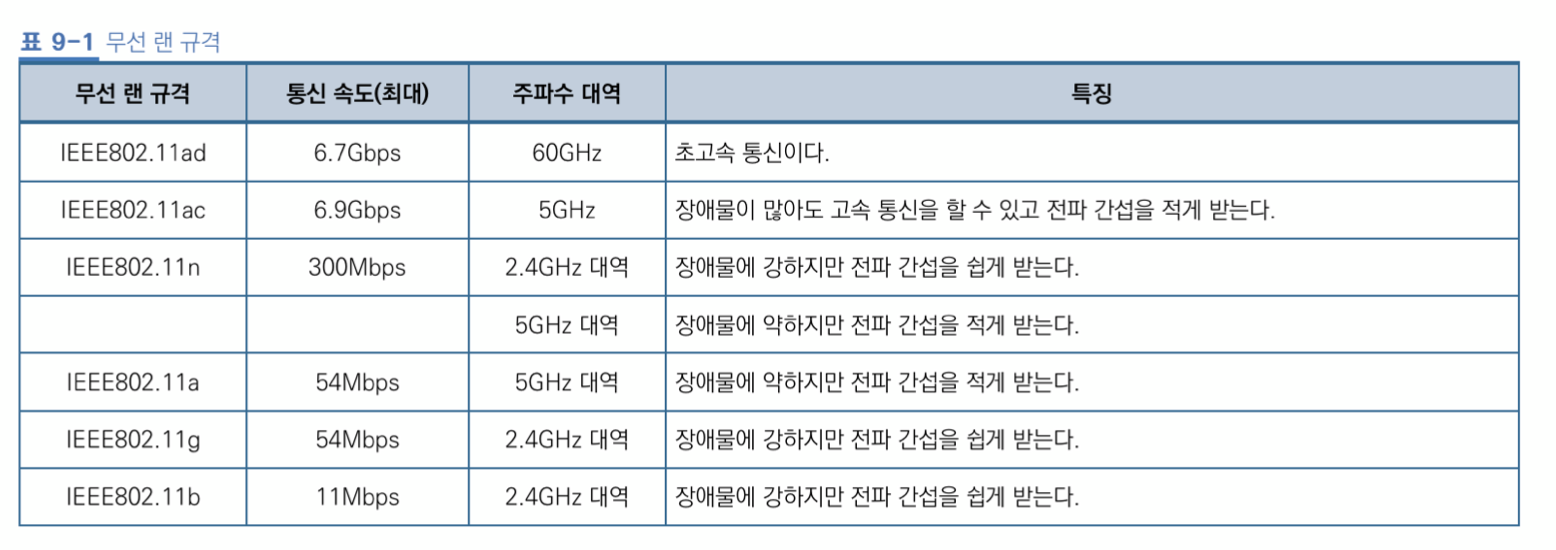 표 9-1 무선 랜 규격
무선 랜 규격 통신 속도(최대) 주파수 대역 특징
IEEE802.11ad 6.7Gbps 60GHz 초고속 통신이다.
IEEE802.11ac 6.9Gbps 5GHz 장애물이 많아도 고속 통신을 할 수 있고 전파 간섭을 적게 받는다.
IEEE802.11n 300Mbps 2.4GHz 대역 장애물에 강하지만 전파 간섭을 쉽게 받는다.
5GHz 대역 장애물에 약하지만 전파 간섭을 적게 받는다.
IEEE802.11a 54Mbps 5GHz 대역 장애물에 약하지만 전파 간섭을 적게 받는다.
IEEE802.11g 54Mbps 2.4GHz 대역 장애물에 강하지만 전파 간섭을 쉽게 받는다.
IEEE802.11b 11Mbps 2.4GHz 대역 장애물에 강하지만 전파 간섭을 쉽게 받는다.